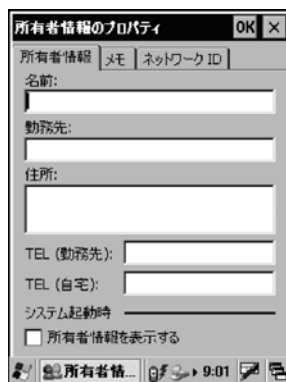 所有者情報のプロパティ OK ×
所有者情報 メモ ネットワーク ID
名前:
勤務先:
住所:
TEL (勤務先):
TEL (自宅):
システム起動時
所有者情報を表示する
所有者情... 9:01